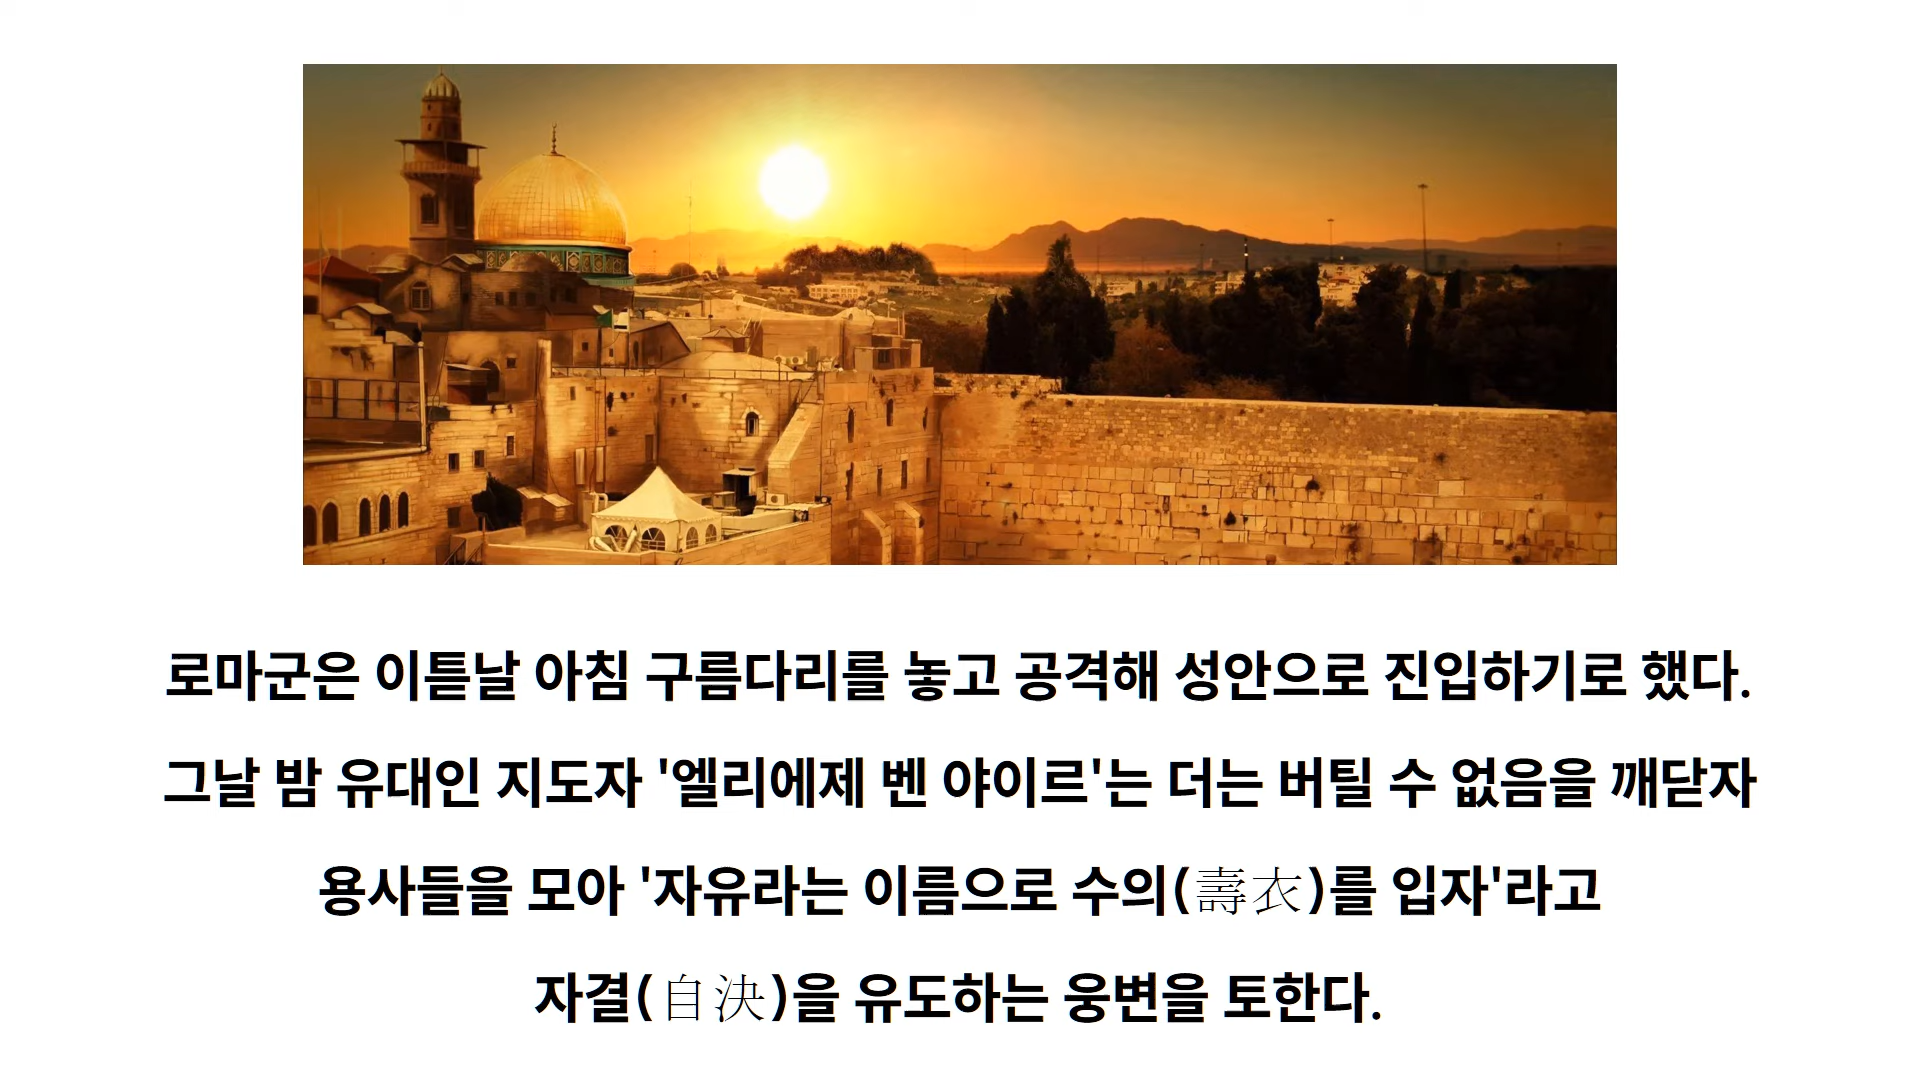 로마군은 이튿날 아침 구름다리를 놓고 공격해 성안으로 진입하기로 했다.
그날 밤 유대인 지도자 '엘리에제 벤 야이르'는 더는 버틸 수 없음을 깨닫자
용사들을 모아 '자유라는 이름으로 수의(壽衣)를 입자'라고
자결(自決)을 유도하는 웅변을 토한다.